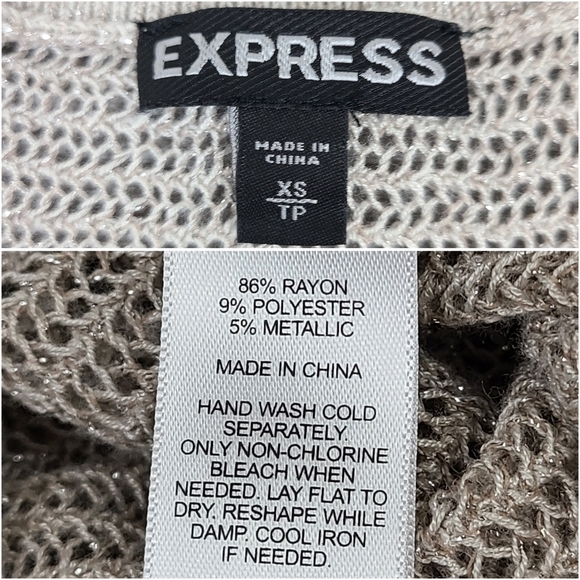 EXPRESS
MADE IN
CHINA
XS
TP
86% RAYON
9% POLYESTER
5% METALLIC
MADE IN CHINA
HAND WASH COLD
SEPARATELY.
ONLY NON-CHLORINE
BLEACH WHEN
NEEDED. LAY FLAT TO
DRY. RESHAPE WHILE
DAMP. COOL IRON
IF NEEDED.